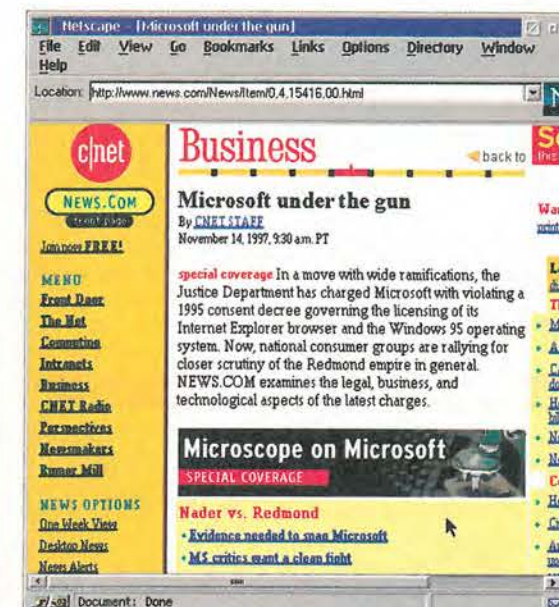 Netscape - [Microsoft under the gun]
File Edit View Go Bookmarks Links Options Directory Window
Help
Location: http://www.news.com/News/Item/0,4,15416,00.html
N
c|net
NEWS.COM
front page
Join now FREE!
MENU
Front Door
The Net
Computing
Intranets
Business
CNET Radio
Perspectives
Newsmakers
Rumor Mill
NEWS OPTIONS
One Week View
Desktop News
News Alerts
Business
back to
Microsoft under the gun
By CNET STAFF
November 14, 1997, 9:30 a.m. PT
special coverage In a move with wide ramifications, the
Justice Department has charged Microsoft with violating a
1995 consent decree governing the licensing of its
Internet Explorer browser and the Windows 95 operating
system. Now, national consumer groups are rallying for
closer scrutiny of the Redmond empire in general.
NEWS.COM examines the legal, business, and
technological aspects of the latest charges.
Microscope on Microsoft
SPECIAL COVERAGE
Nader vs. Redmond
• Evidence needed to snag Microsoft
• MS critics want a clean fight
Document: Done